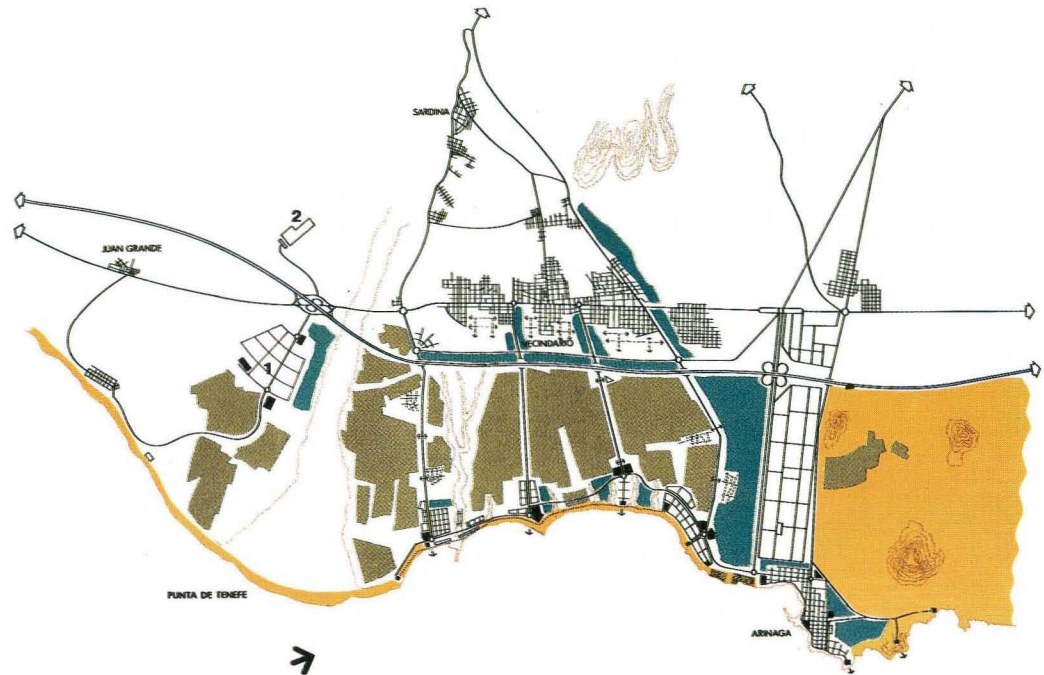 SARDINA
2
JUAN GRANDE
VECINDARIO
1
PUNTA DE TENEFE
ARINAGA